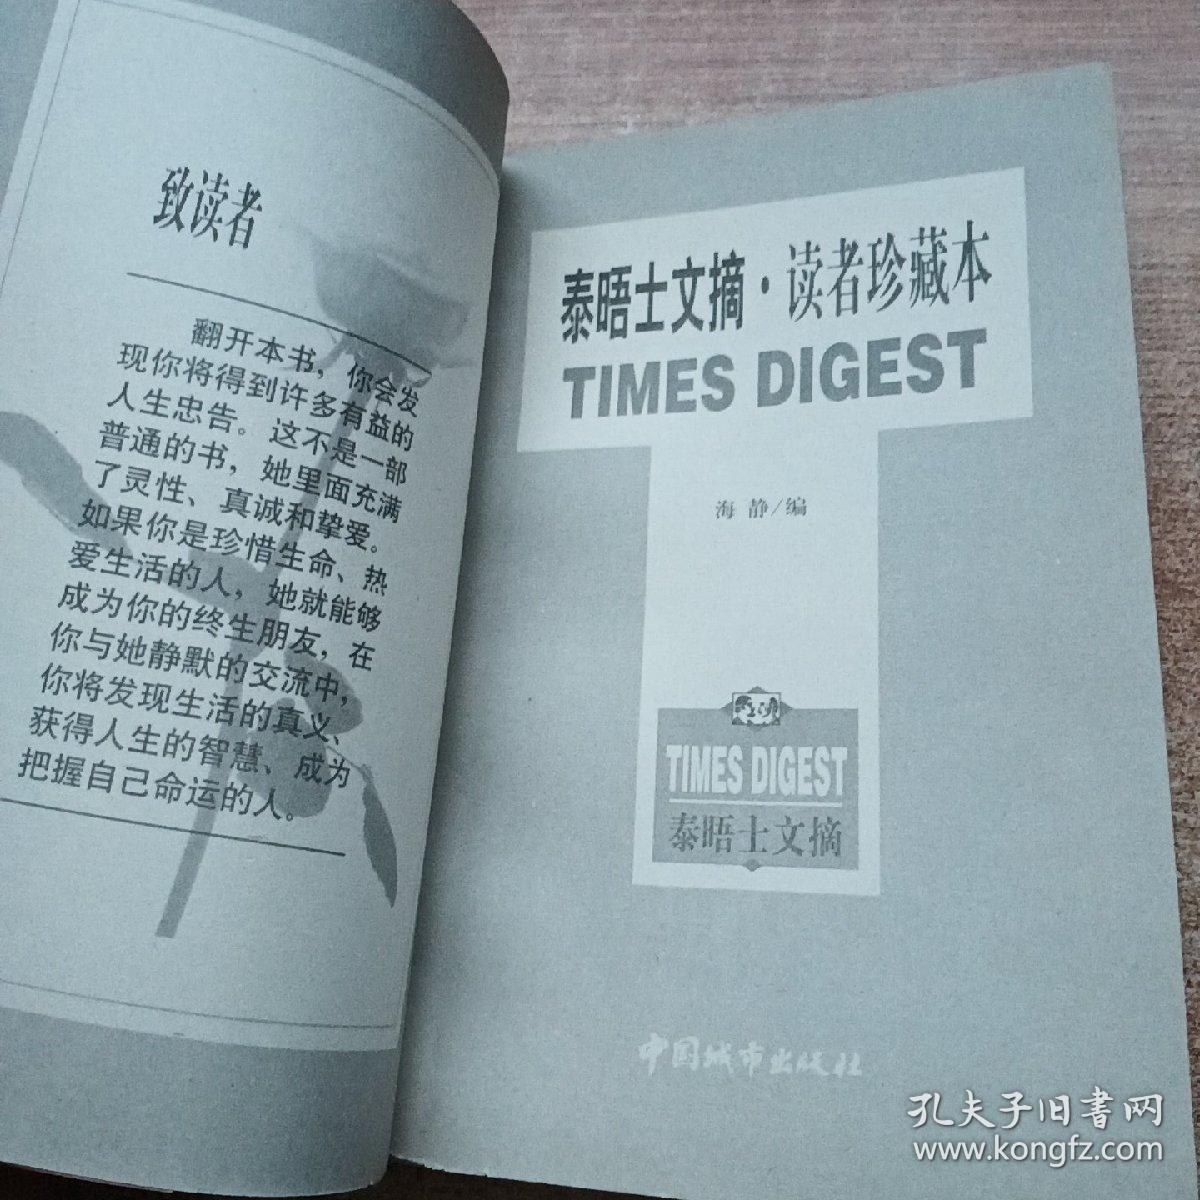 致读者
翻开本书，你会发
现你将得到许多有益的
人生忠告。这不是一部
普通的书，她里面充满
了灵性、真诚和挚爱。
如果你是珍惜生命、热
爱生活的人，她就能够
成为你的终生朋友，在
你与她静默的交流中，
你将发现生活的真义、
获得人生的智慧、成为
把握自己命运的人。
泰晤士文摘·读者珍藏本
TIMES DIGEST
海 静/编
TIMES DIGEST
泰晤士文摘
中国城市出版社
孔夫子旧书网
www.kongfz.com